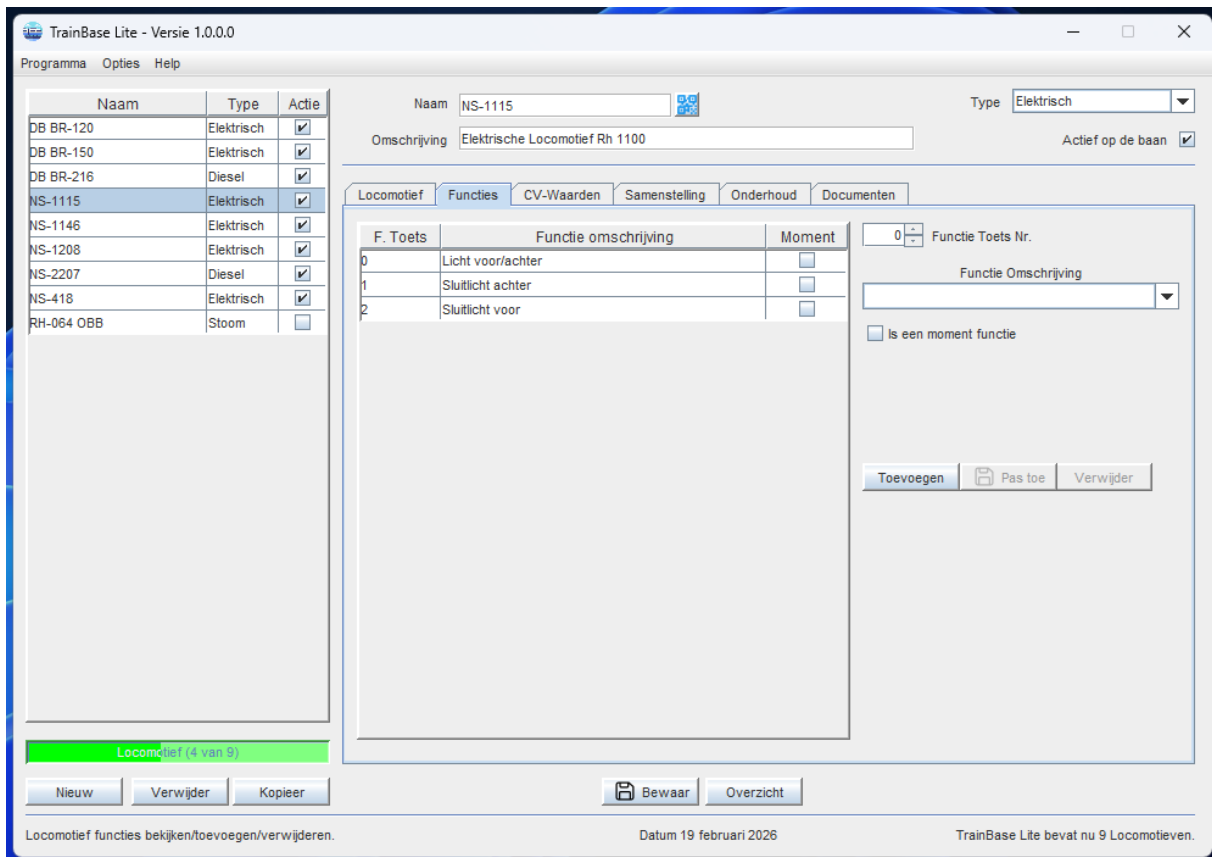 TrainBase Lite - Versie 1.0.0.0
Programma Opties Help
Naam Type Actie
DB BR-120 Elektrisch
DB BR-150 Elektrisch
DB BR-216 Diesel
NS-1115 Elektrisch
NS-1146 Elektrisch
NS-1208 Elektrisch
NS-2207 Diesel
NS-418 Elektrisch
RH-064 OBB Stoom
Locomotief (4 van 9)
Nieuw Verwijder Kopieer
Naam NS-1115 Type Elektrisch
Omschrijving Elektrische Locomotief Rh 1100 Actief op de baan
Locomotief Functies CV-Waarden Samenstelling Onderhoud Documenten
F. Toets Functie omschrijving Moment
0 Licht voor/achter
1 Sluitlicht achter
2 Sluitlicht voor
0 Functie Toets Nr.
Functie Omschrijving
Is een moment functie
Toevoegen Pas toe Verwijder
Bewaar Overzicht
Locomotief functies bekijken/toevoegen/verwijderen. Datum 19 februari 2026 TrainBase Lite bevat nu 9 Locomotieven.